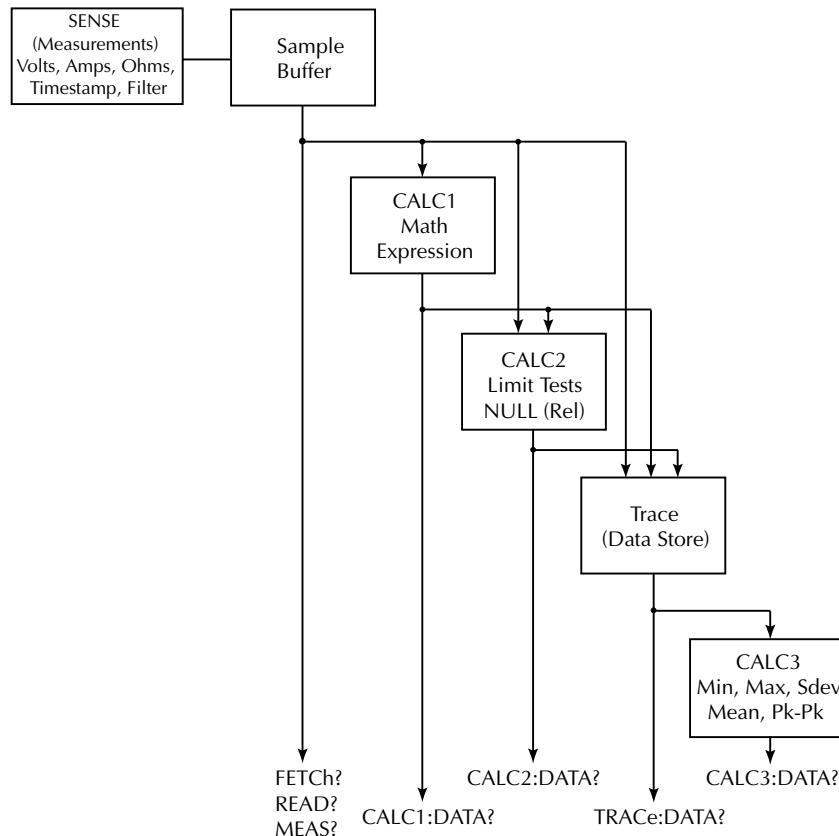 SENSE
(Measurements)
Volts, Amps, Ohms,
Timestamp, Filter
Sample
Buffer
CALC1
Math
Expression
CALC2
Limit Tests
NULL (Rel)
Trace
(Data Store)
CALC3
Min, Max, Sdev
Mean, Pk-Pk
FETCh?
READ?
MEAS?
CALC1:DATA?
CALC2:DATA?
TRACe:DATA?
CALC3:DATA?